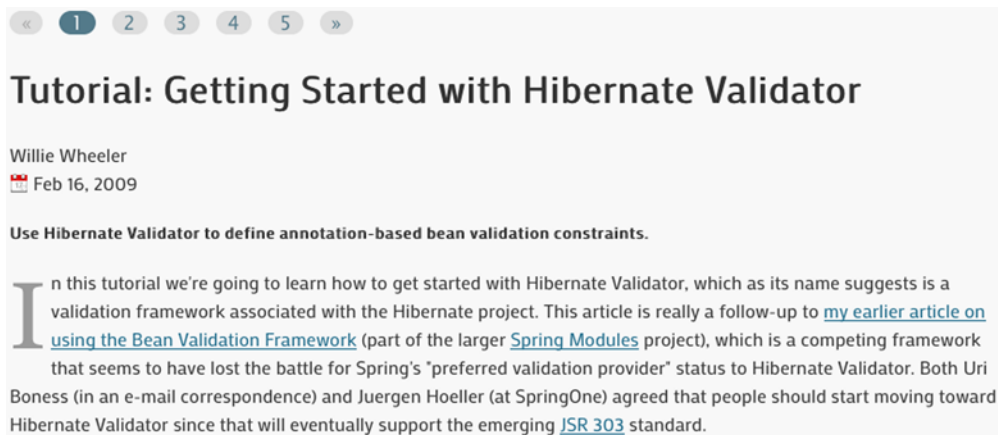 « 1 2 3 4 5 »
Tutorial: Getting Started with Hibernate Validator
Willie Wheeler
Feb 16, 2009
Use Hibernate Validator to define annotation-based bean validation constraints.
In this tutorial we're going to learn how to get started with Hibernate Validator, which as its name suggests is a
validation framework associated with the Hibernate project. This article is really a follow-up to my earlier article on
using the Bean Validation Framework (part of the larger Spring Modules project), which is a competing framework
that seems to have lost the battle for Spring's "preferred validation provider" status to Hibernate Validator. Both Uri
Boness (in an e-mail correspondence) and Juergen Hoeller (at SpringOne) agreed that people should start moving toward
Hibernate Validator since that will eventually support the emerging JSR 303 standard.